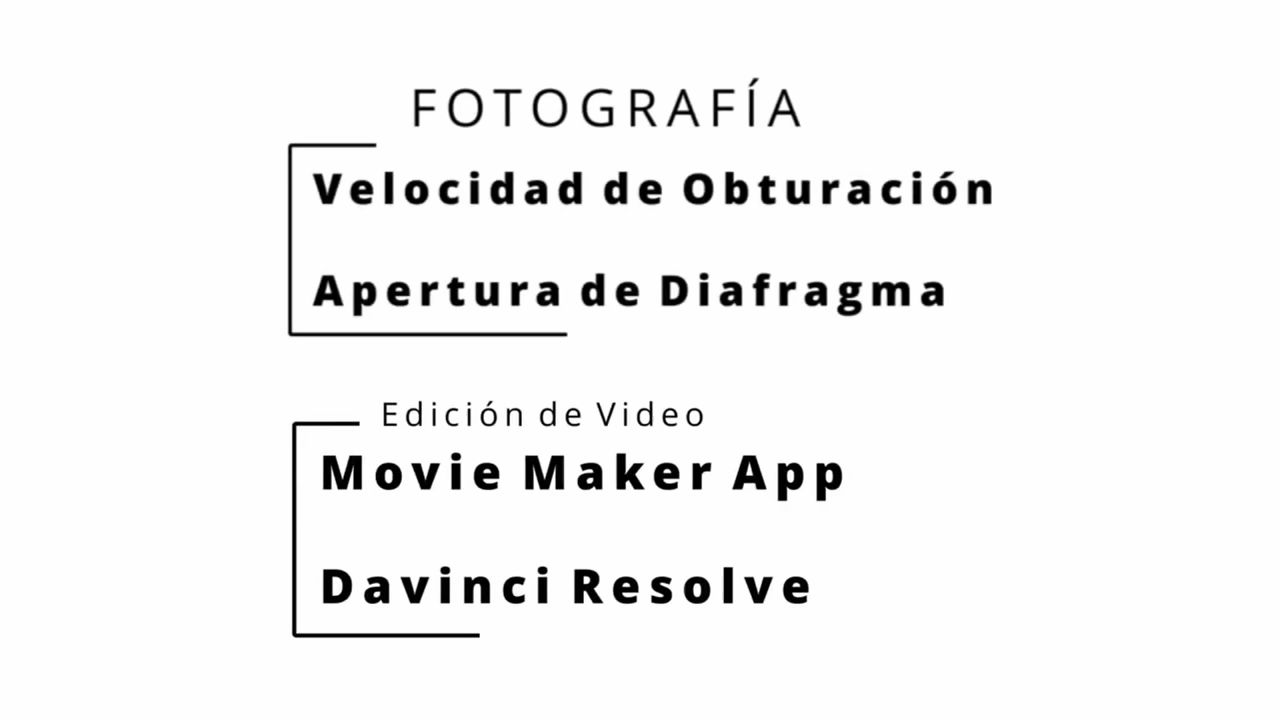 FOTOGRAFÍA
Velocidad de Obturación
Apertura de Diafragma
Edición de Video
Movie Maker App
Davinci Resolve